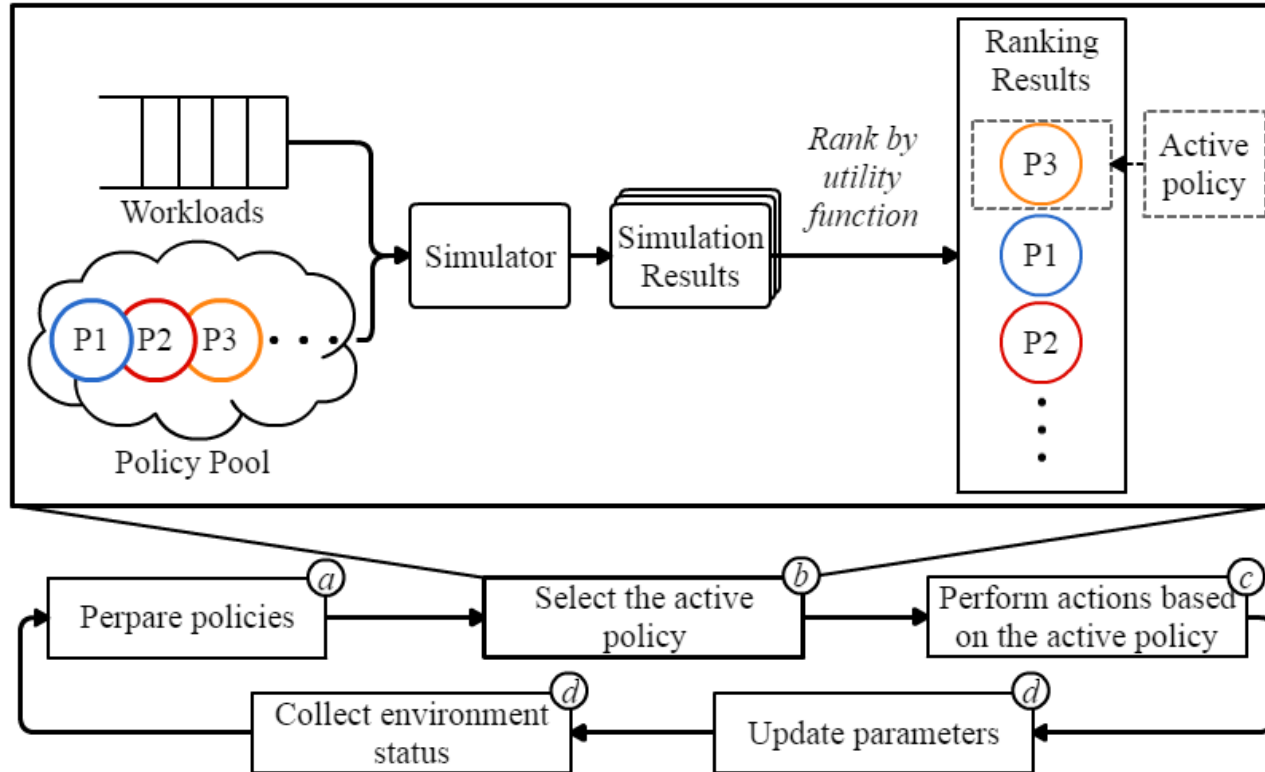 Ranking
Results
Rank by
utility
function
P3
Active
policy
Workloads
Simulator
Simulation
Results
P1
P1
P2
P3
. . .
P2
Policy Pool
a
b
c
Perpare policies
Select the active
policy
Perform actions based
on the active policy
d
d
Collect environment
status
Update parameters